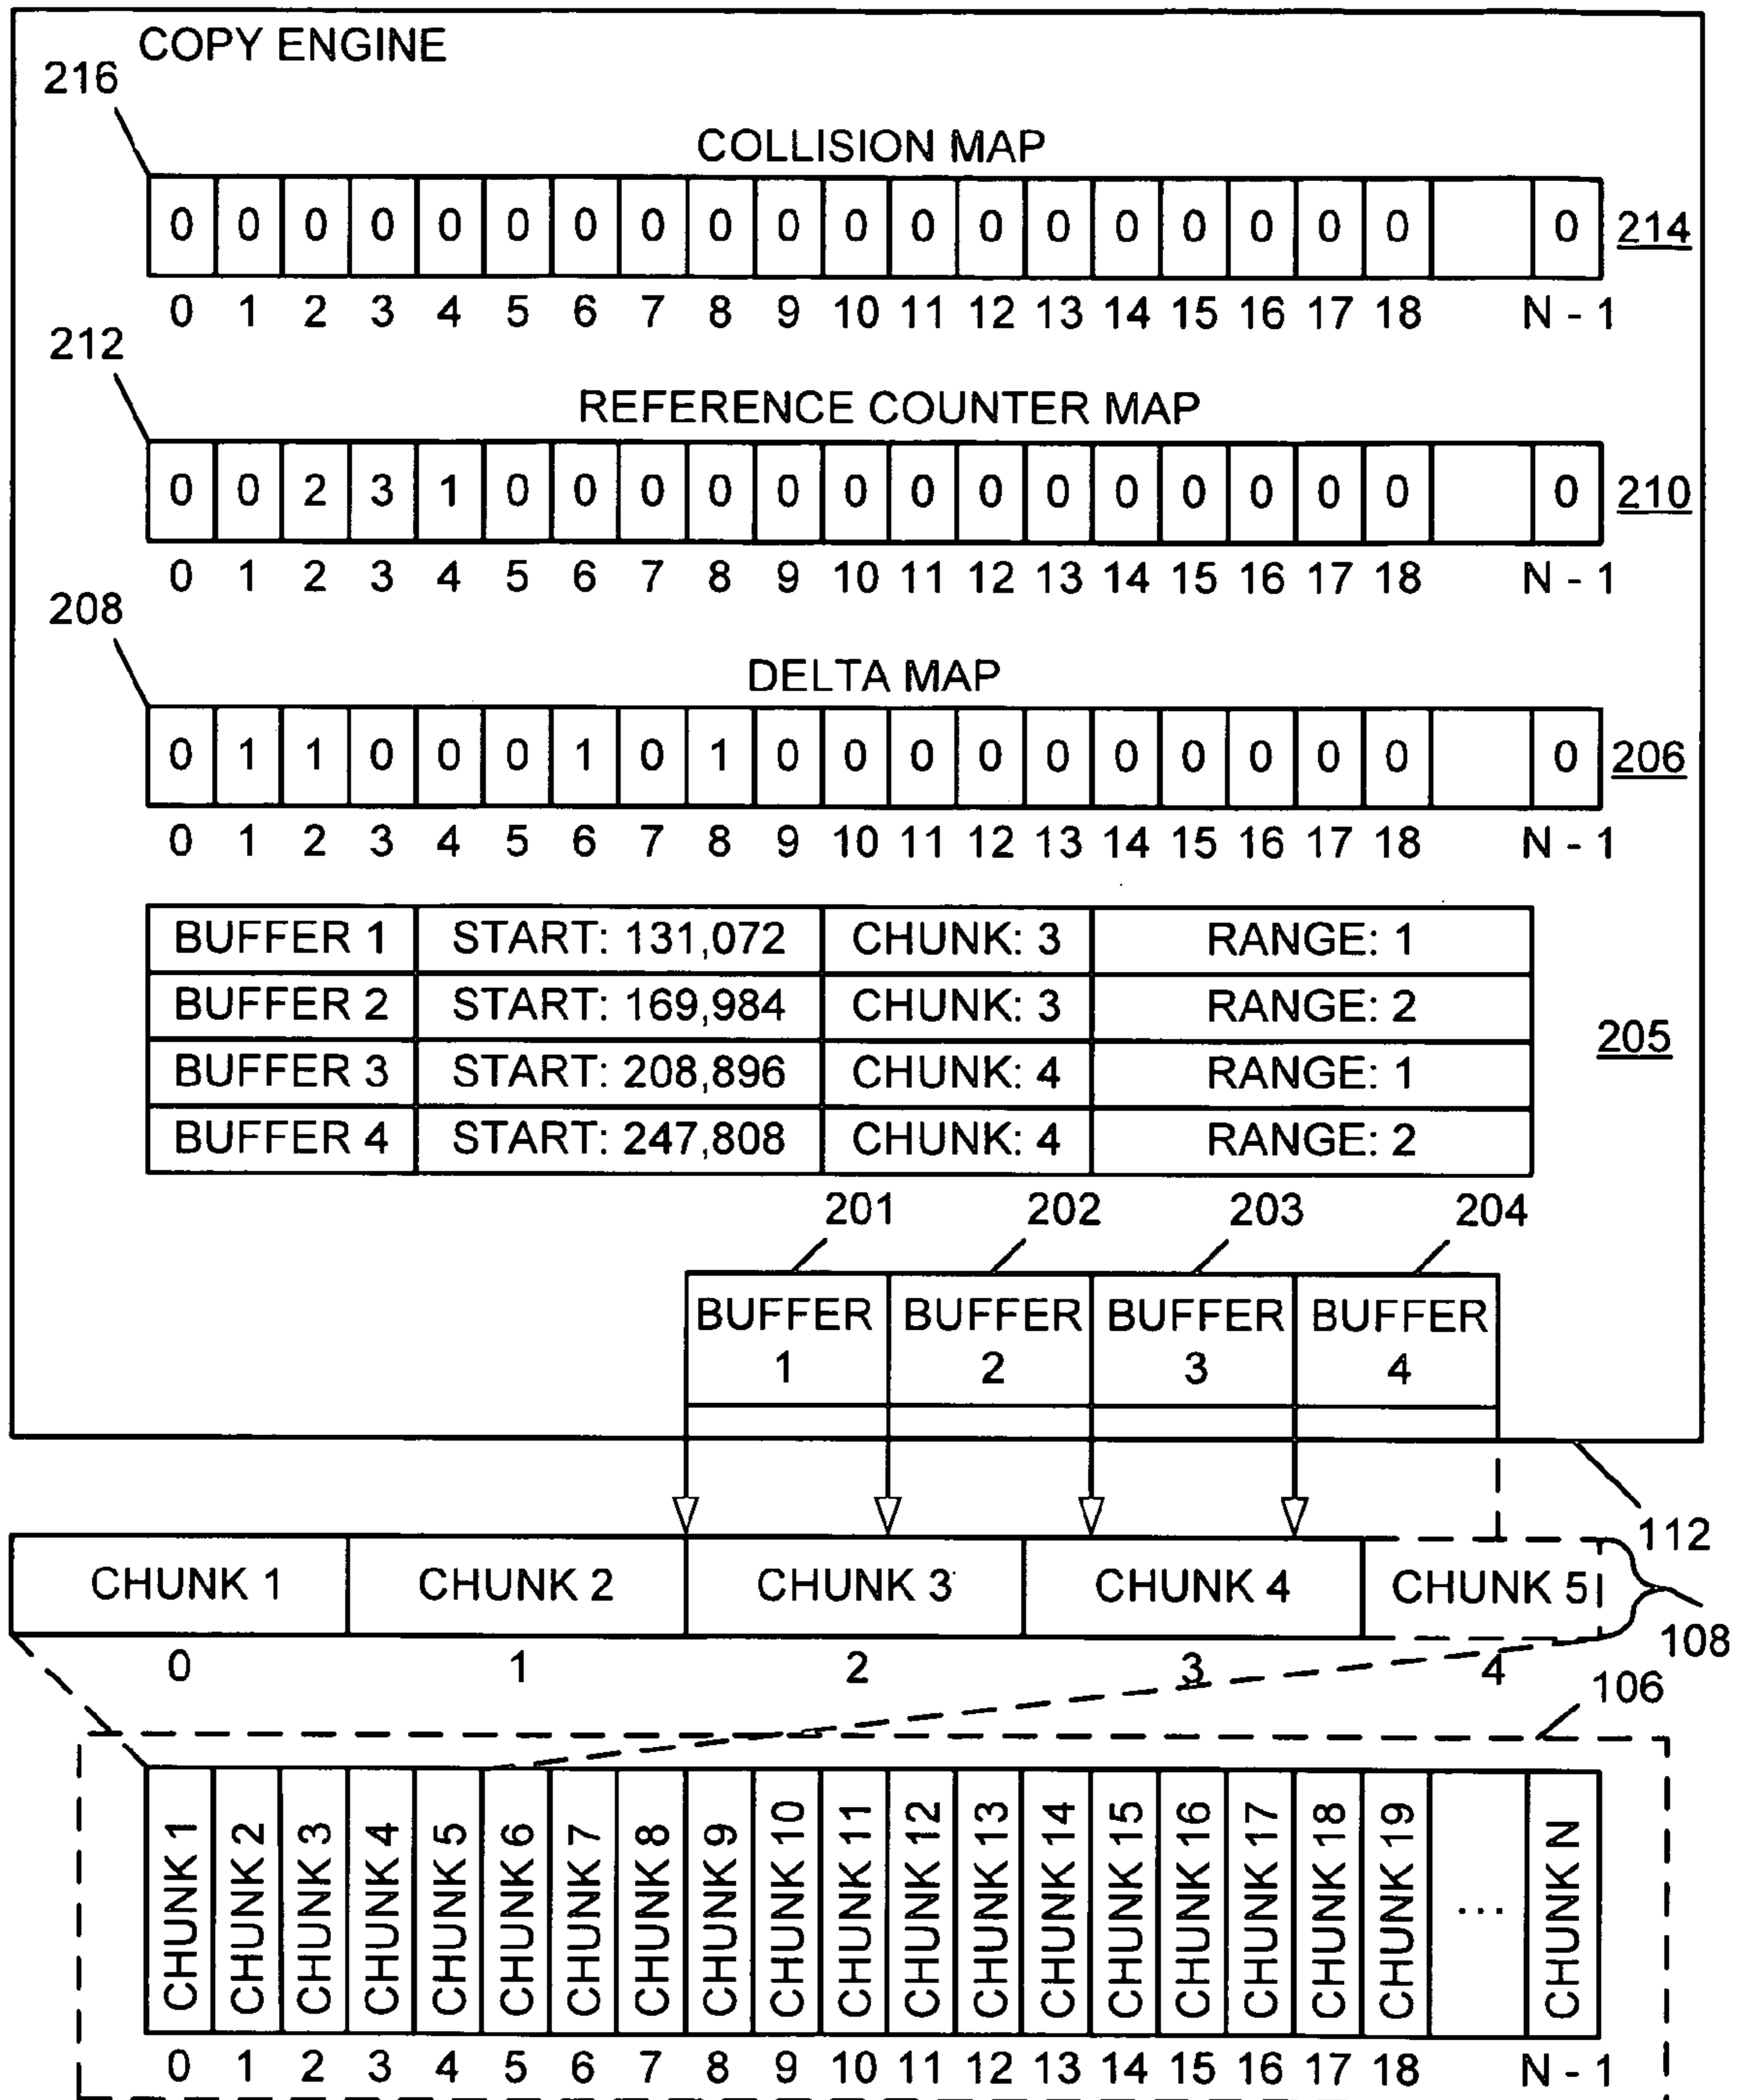 COPY ENGINE
216
COLLISION MAP
0 0 0 0 0 0 0 0 0 0 0 0 0 0 0 0 0 0 0 0 214
0 1 2 3 4 5 6 7 8 9 10 11 12 13 14 15 16 17 18 N - 1
212
REFERENCE COUNTER MAP
0 0 2 3 1 0 0 0 0 0 0 0 0 0 0 0 0 0 0 0 210
0 1 2 3 4 5 6 7 8 9 10 11 12 13 14 15 16 17 18 N - 1
208
DELTA MAP
0 1 1 0 0 0 1 0 1 0 0 0 0 0 0 0 0 0 0 0 206
0 1 2 3 4 5 6 7 8 9 10 11 12 13 14 15 16 17 18 N - 1
BUFFER 1 START: 131,072 CHUNK: 3 RANGE: 1
BUFFER 2 START: 169,984 CHUNK: 3 RANGE: 2
BUFFER 3 START: 208,896 CHUNK: 4 RANGE: 1
BUFFER 4 START: 247,808 CHUNK: 4 RANGE: 2
205
201 202 203 204
BUFFER 1
BUFFER 2
BUFFER 3
BUFFER 4
112
CHUNK 1 CHUNK 2 CHUNK 3 CHUNK 4 CHUNK 5
108
0 1 2 3 4
106
CHUNK 1
CHUNK 2
CHUNK 3
CHUNK 4
CHUNK 5
CHUNK 6
CHUNK 7
CHUNK 8
CHUNK 9
CHUNK 10
CHUNK 11
CHUNK 12
CHUNK 13
CHUNK 14
CHUNK 15
CHUNK 16
CHUNK 17
CHUNK 18
CHUNK 19
...
CHUNK N
0 1 2 3 4 5 6 7 8 9 10 11 12 13 14 15 16 17 18 N - 1